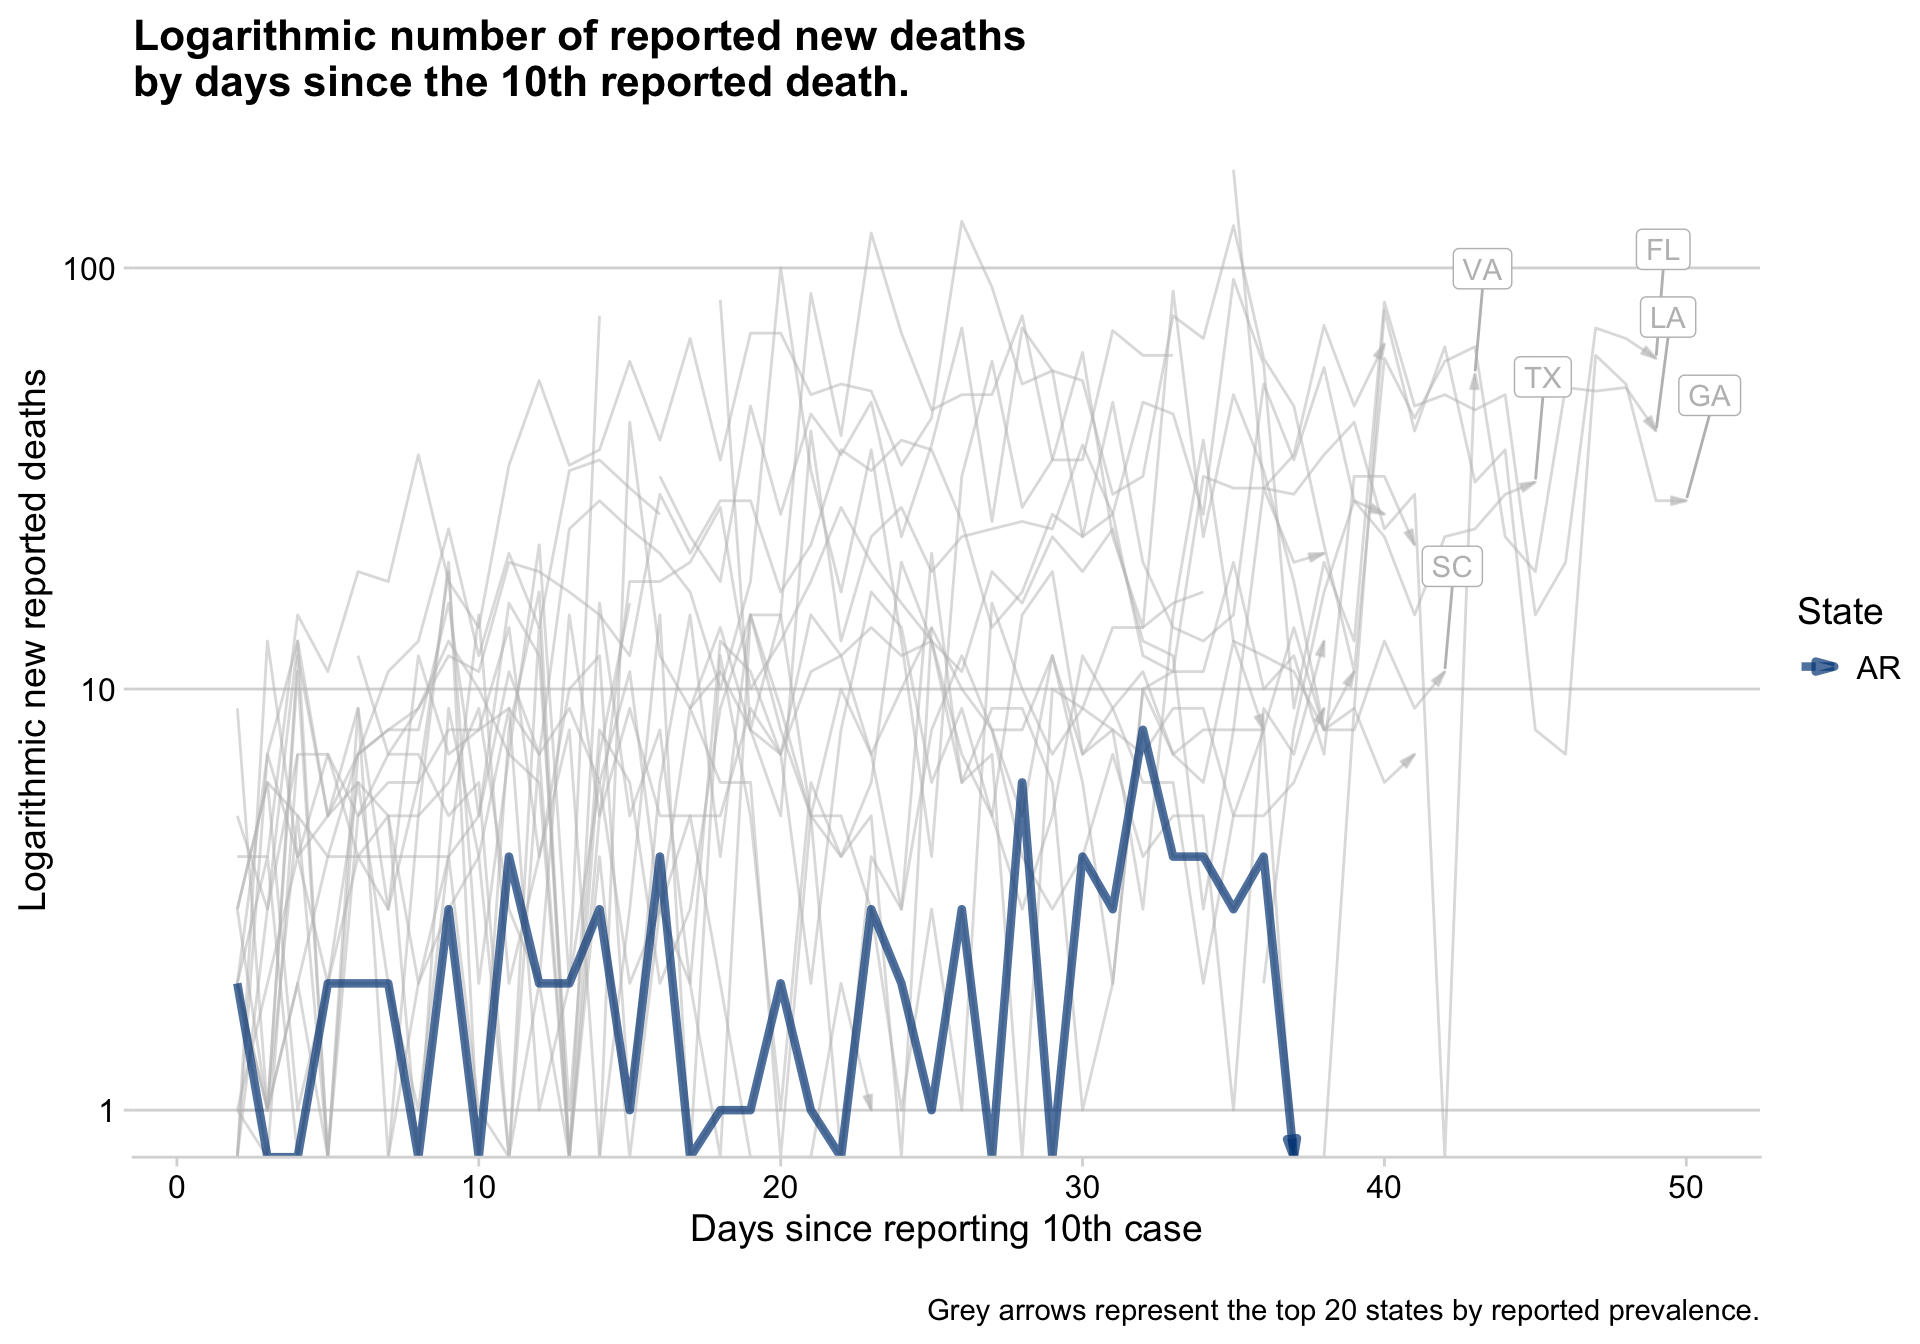 Logarithmic number of reported new deaths
by days since the 10th reported death.
Logarithmic new reported deaths
100
10
1
VA
FL
LA
TX
GA
SC
State
AR
0 10 20 30 40 50
Days since reporting 10th case
Grey arrows represent the top 20 states by reported prevalence.